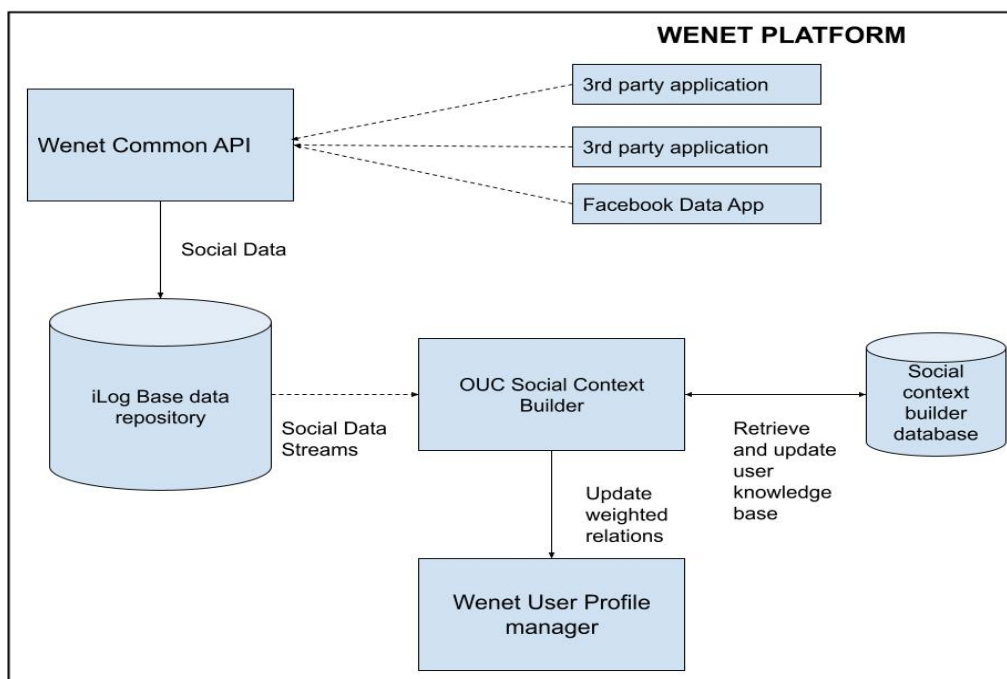 WENET PLATFORM
3rd party application
Wenet Common API
3rd party application
Facebook Data App
Social Data
iLog Base data
repository
Social Data
Streams
OUC Social Context
Builder
Social
context
builder
database
Retrieve
and update
user
knowledge
base
Update
weighted
relations
Wenet User Profile
manager